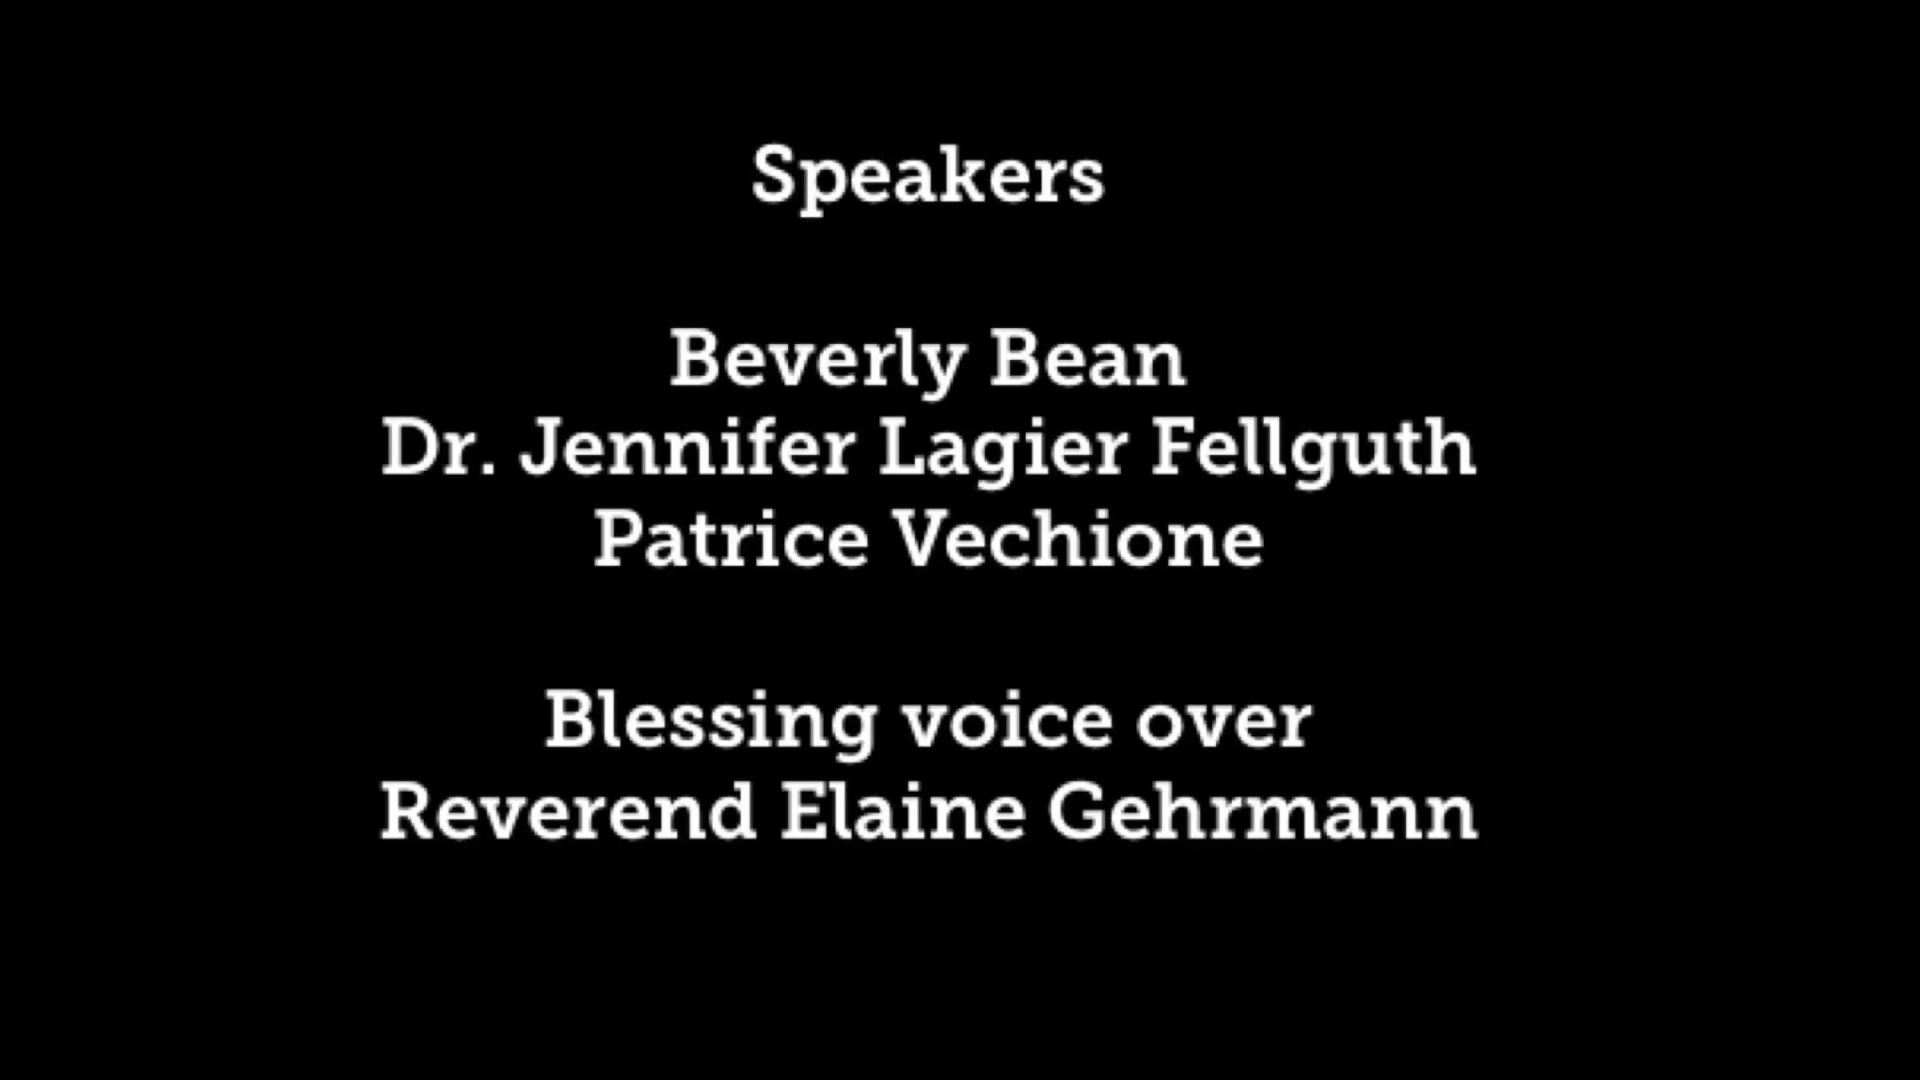 Speakers
Beverly Bean
Dr. Jennifer Lagier Fellguth
Patrice Vechione
Blessing voice over
Reverend Elaine Gehrmann